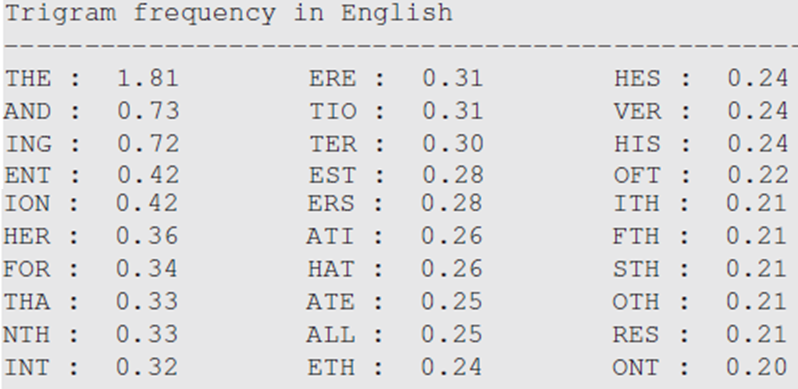 Trigram frequency in English
------------------------------------------------
THE : 1.81 ERE : 0.31 HES : 0.24
AND : 0.73 TIO : 0.31 VER : 0.24
ING : 0.72 TER : 0.30 HIS : 0.24
ENT : 0.42 EST : 0.28 OFT : 0.22
ION : 0.42 ERS : 0.28 ITH : 0.21
HER : 0.36 ATI : 0.26 FTH : 0.21
FOR : 0.34 HAT : 0.26 STH : 0.21
THA : 0.33 ATE : 0.25 OTH : 0.21
NTH : 0.33 ALL : 0.25 RES : 0.21
INT : 0.32 ETH : 0.24 ONT : 0.20